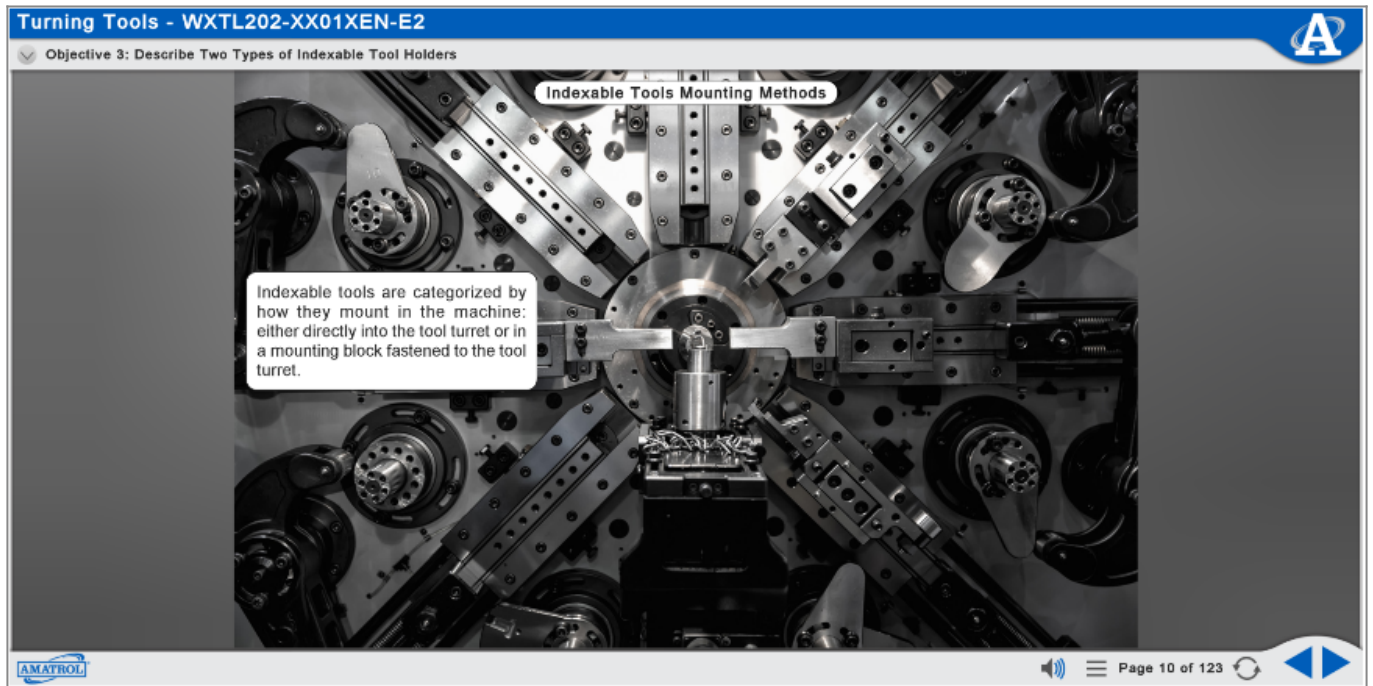 Turning Tools - WXTL202-XX01XEN-E2
Objective 3: Describe Two Types of Indexable Tool Holders
Indexable Tools Mounting Methods
Indexable tools are categorized by
how they mount in the machine:
either directly into the tool turret or in
a mounting block fastened to the tool
turret.
AMATROL
Page 10 of 123